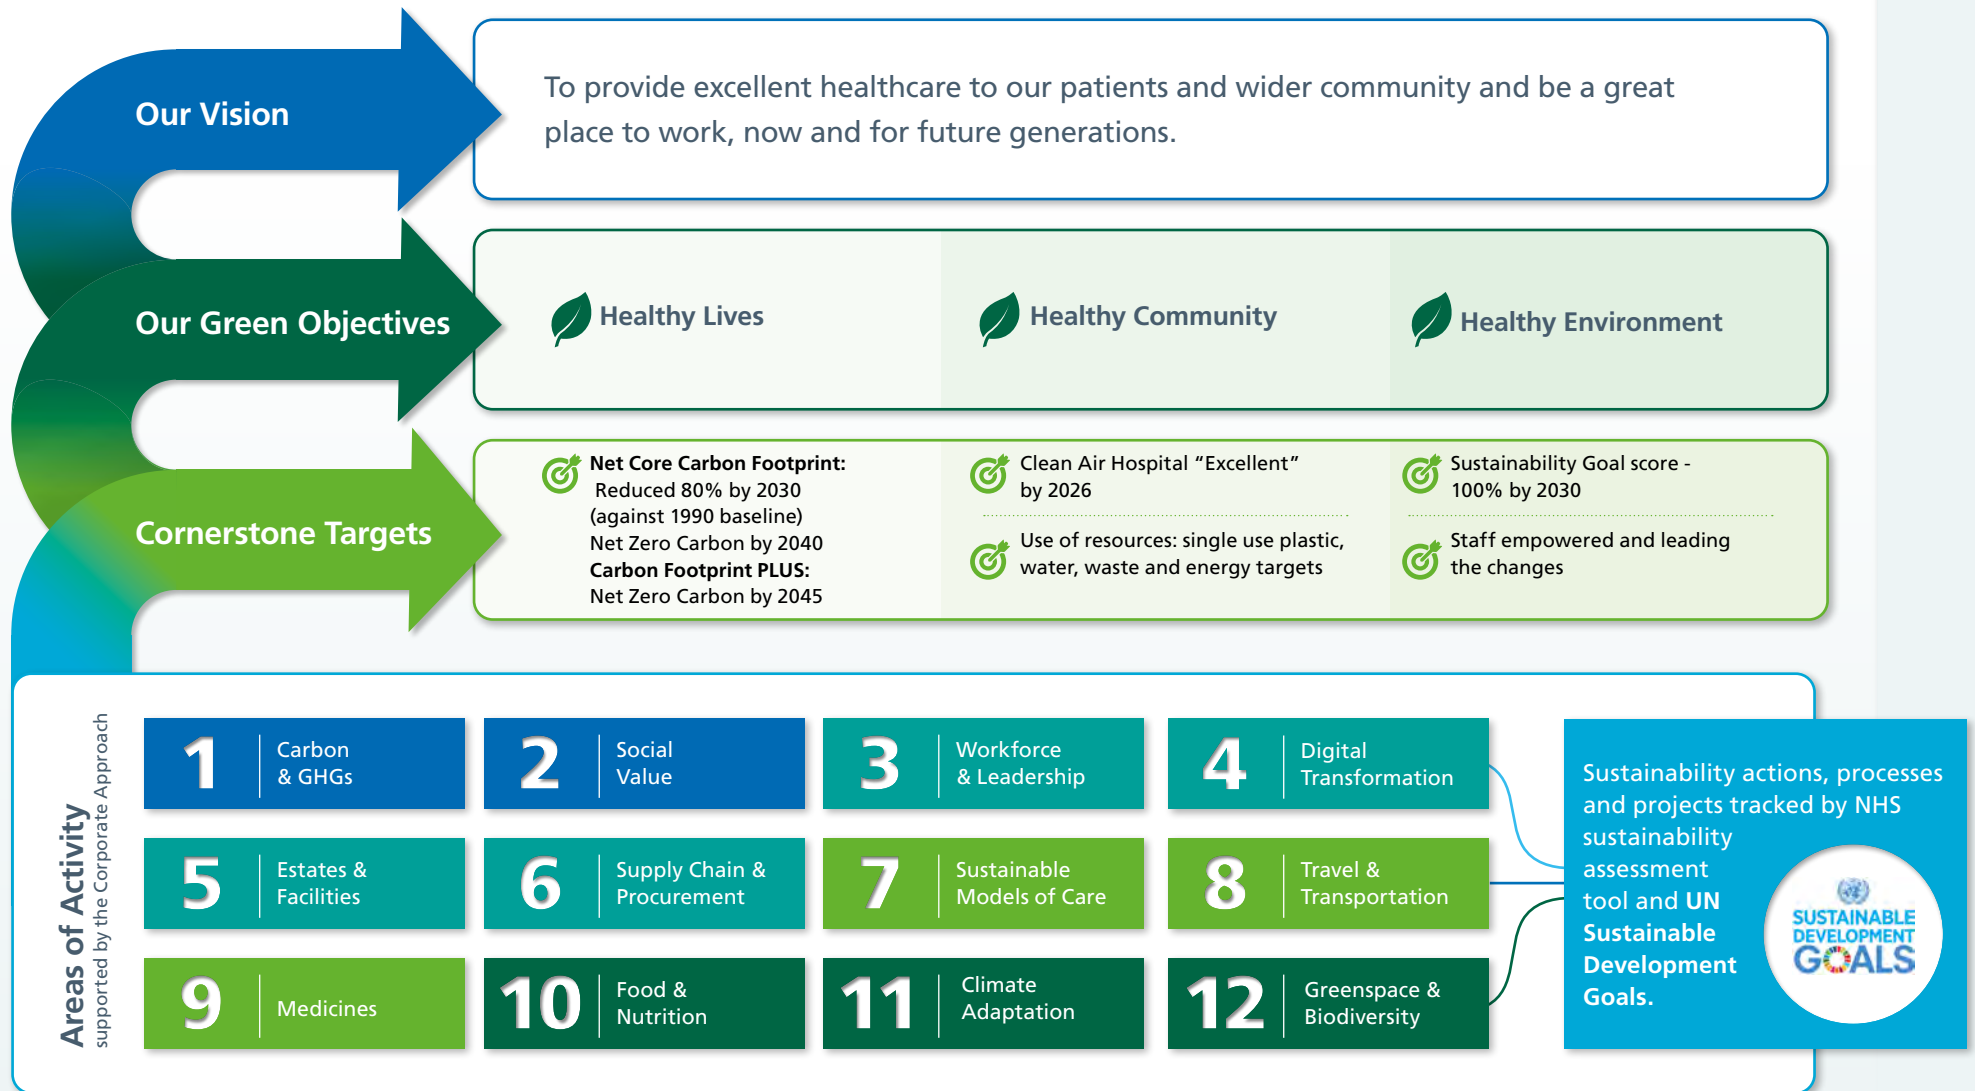 Our Vision
To provide excellent healthcare to our patients and wider community and be a great
place to work, now and for future generations.
Our Green Objectives
Healthy Lives
Healthy Community
Healthy Environment
Cornerstone Targets
Net Core Carbon Footprint:
Reduced 80% by 2030
(against 1990 baseline)
Net Zero Carbon by 2040
Carbon Footprint PLUS:
Net Zero Carbon by 2045
Clean Air Hospital “Excellent”
by 2026
Use of resources: single use plastic,
water, waste and energy targets
Sustainability Goal score -
100% by 2030
Staff empowered and leading
the changes
Areas of Activity
supported by the Corporate Approach
1
Carbon
& GHGs
2
Social
Value
3
Workforce
& Leadership
4
Digital
Transformation
5
Estates &
Facilities
6
Supply Chain &
Procurement
7
Sustainable
Models of Care
8
Travel &
Transportation
9
Medicines
10
Food &
Nutrition
11
Climate
Adaptation
12
Greenspace &
Biodiversity
Sustainability actions, processes
and projects tracked by NHS
sustainability
assessment
tool and UN
Sustainable
Development
Goals.
SUSTAINABLE
DEVELOPMENT
GOALS